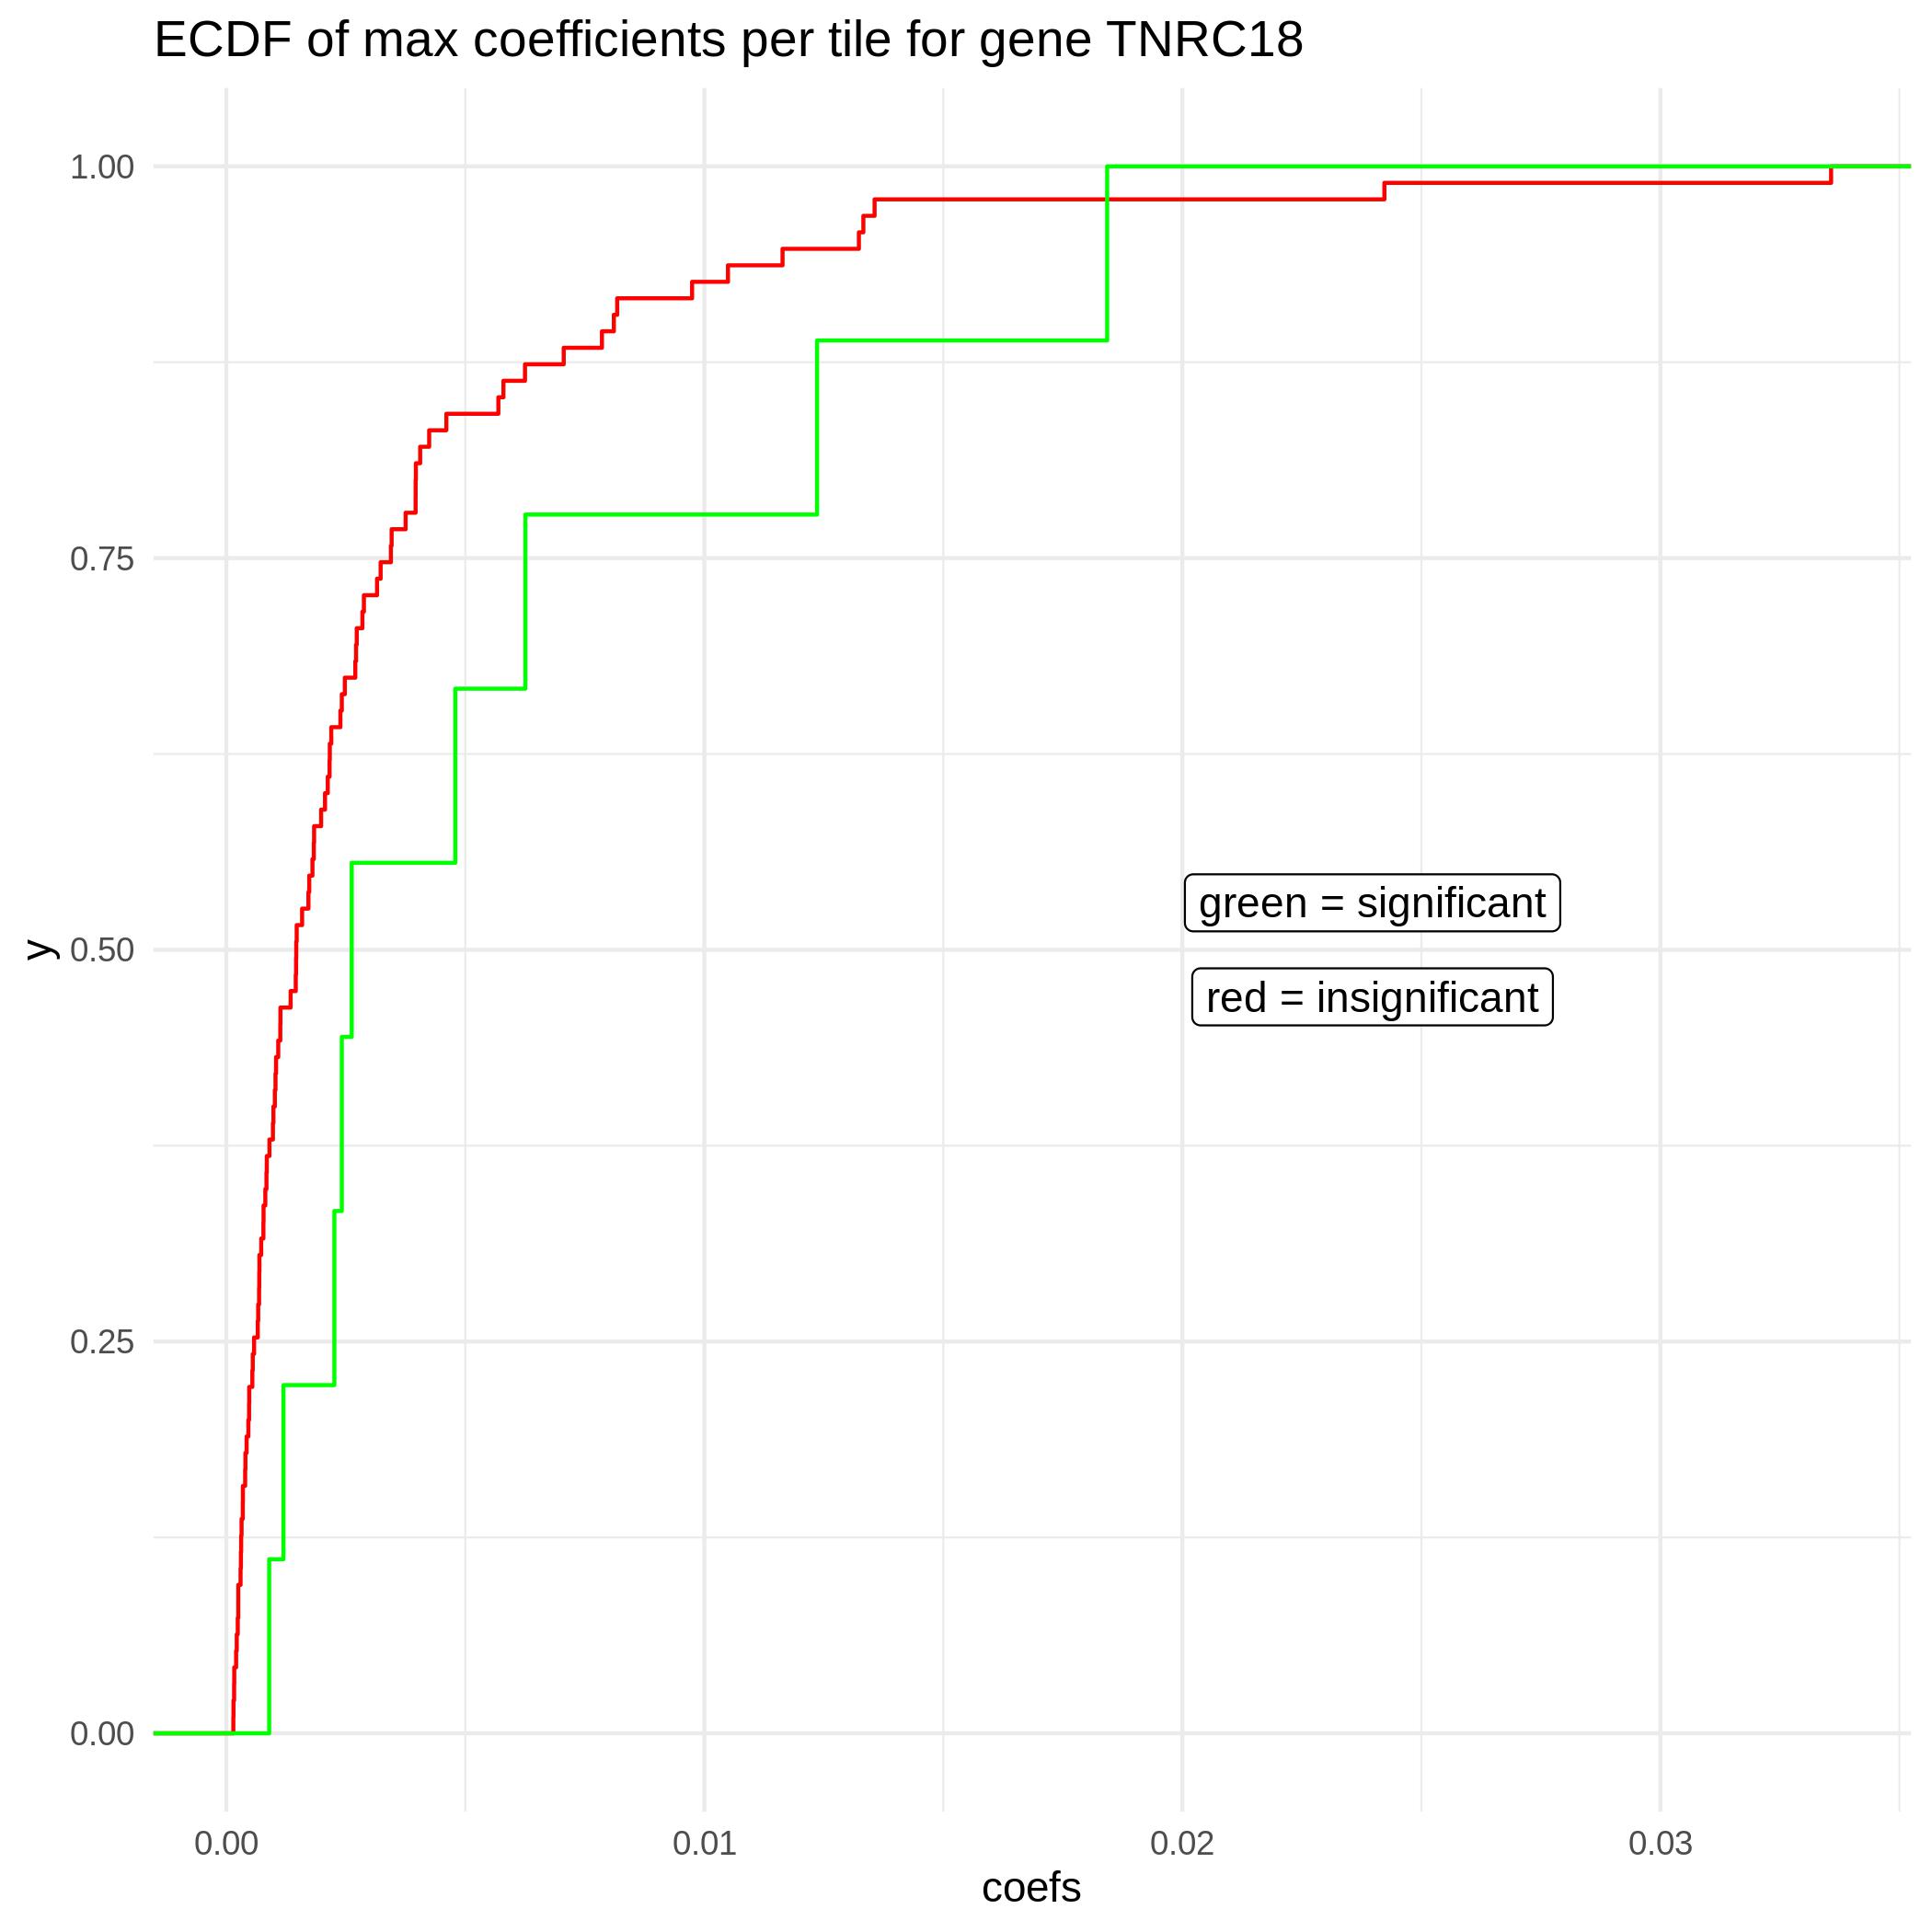 ECDF of max coefficients per tile for gene TNRC18
1.00
0.75
0.50
0.25
0.00
y
green = significant
red = insignificant
0.00 0.01 0.02 0.03
coefs